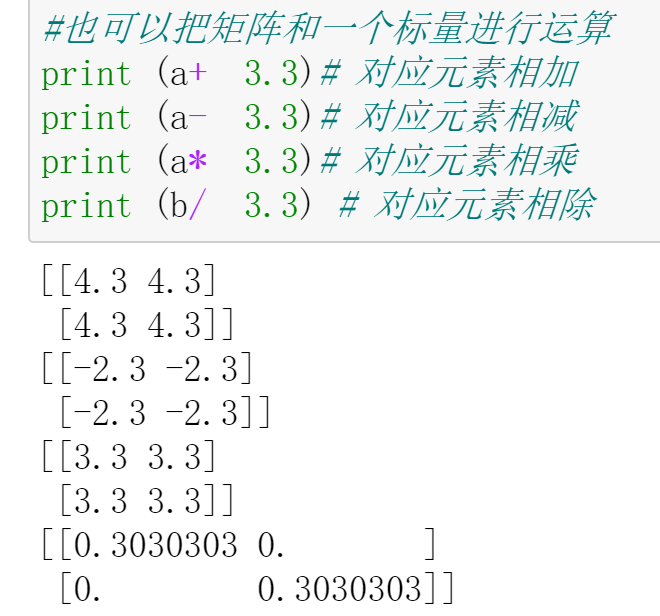 #也可以把矩阵和一个标量进行运算
print (a+  3.3)# 对应元素相加
print (a-  3.3)# 对应元素相减
print (a*  3.3)# 对应元素相乘
print (b/  3.3) # 对应元素相除
[[4.3 4.3]
 [4.3 4.3]]
[[-2.3 -2.3]
 [-2.3 -2.3]]
[[3.3 3.3]
 [3.3 3.3]]
[[0.3030303 0.       ]
 [0.        0.3030303]]